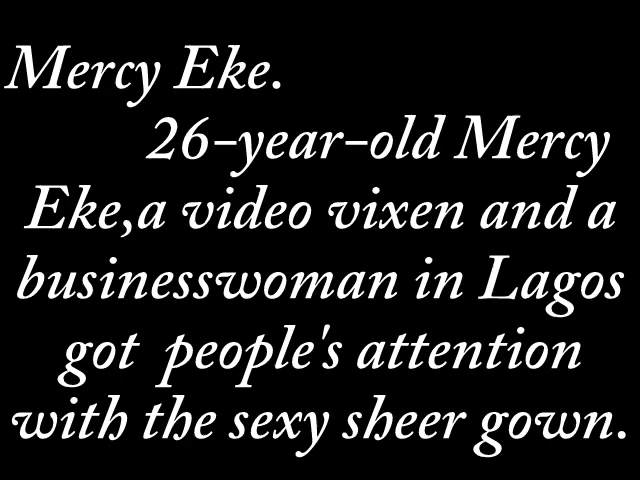 Mercy Eke.
26-year-old Mercy
Eke,a video vixen and a
businesswoman in Lagos
got  people's attention
with the sexy sheer gown.